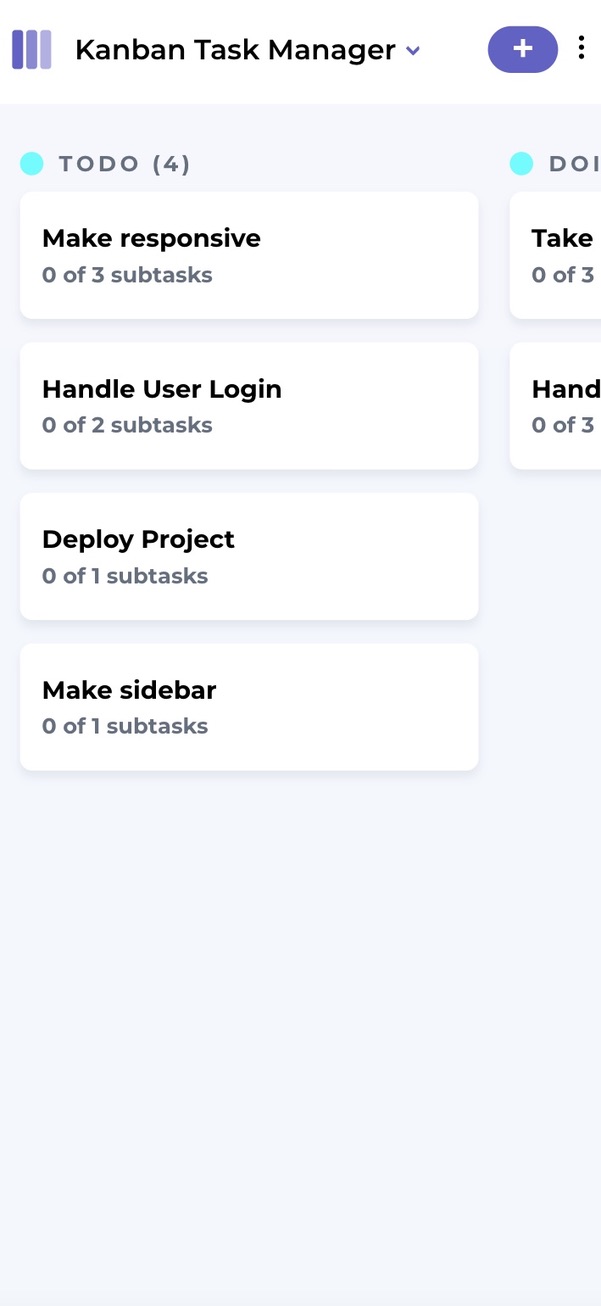 Kanban Task Manager
+
TODO (4)
Make responsive
0 of 3 subtasks
Handle User Login
0 of 2 subtasks
Deploy Project
0 of 1 subtasks
Make sidebar
0 of 1 subtasks
DOI
Take
0 of 3
Hand
0 of 3